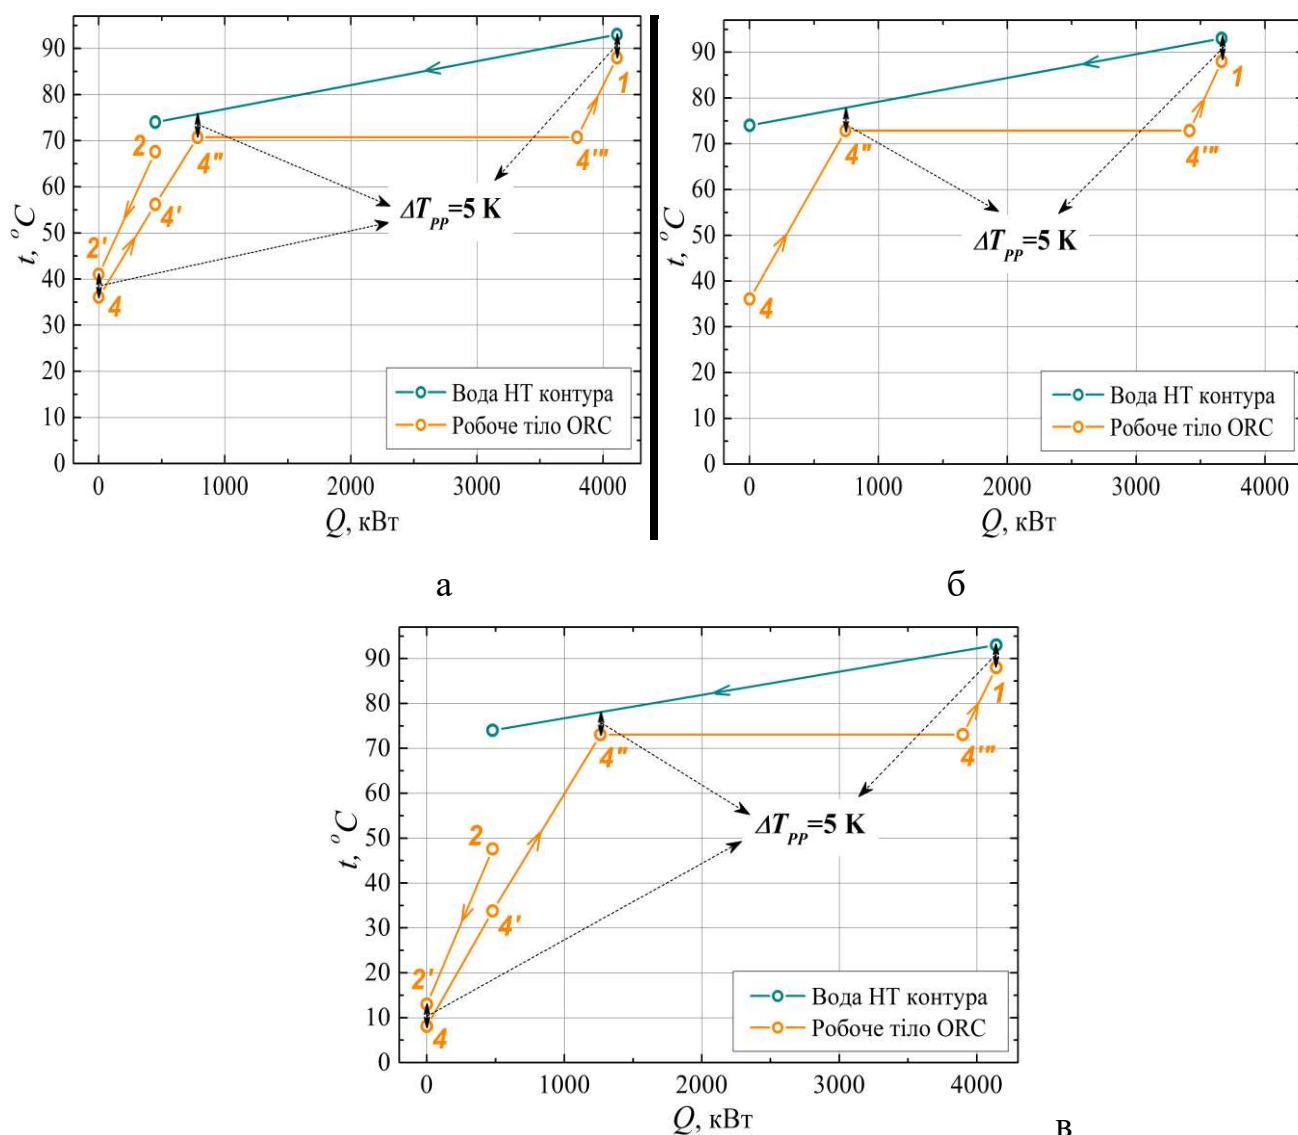 90
80
70
60
50
40
30
20
10
0
t, °C
2
2'
4
4'
4''
4'''
1
ΔT_PP=5 K
Вода НТ контура
Робоче тіло ORC
0 1000 2000 3000 4000
Q, кВт
а
90
80
70
60
50
40
30
20
10
0
t, °C
4
4''
4'''
1
ΔT_PP=5 K
Вода НТ контура
Робоче тіло ORC
0 1000 2000 3000 4000
Q, кВт
б
90
80
70
60
50
40
30
20
10
0
t, °C
2
2'
4
4'
4''
4'''
1
ΔT_PP=5 K
Вода НТ контура
Робоче тіло ORC
0 1000 2000 3000 4000
Q, кВт
в